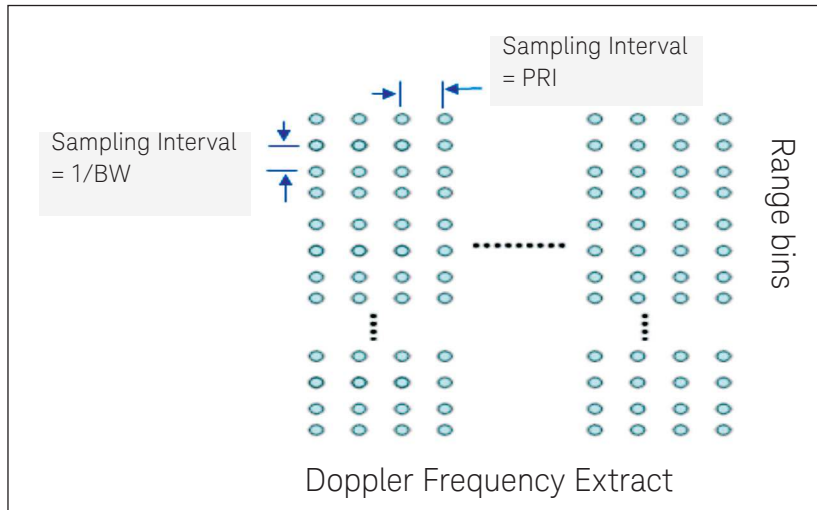 Sampling Interval
= PRI
Sampling Interval
= 1/BW
Range bins
Doppler Frequency Extract